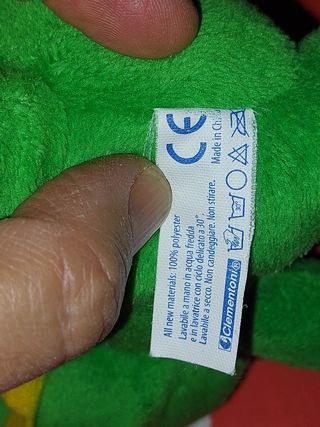 All new materials: 100% polyester
Lavabile a mano in acqua fredda
e in lavatrice con ciclo delicato a 30°.
Lavabile a secco. Non candeggiare. Non stirare.
Clementoni®
CE
Made in